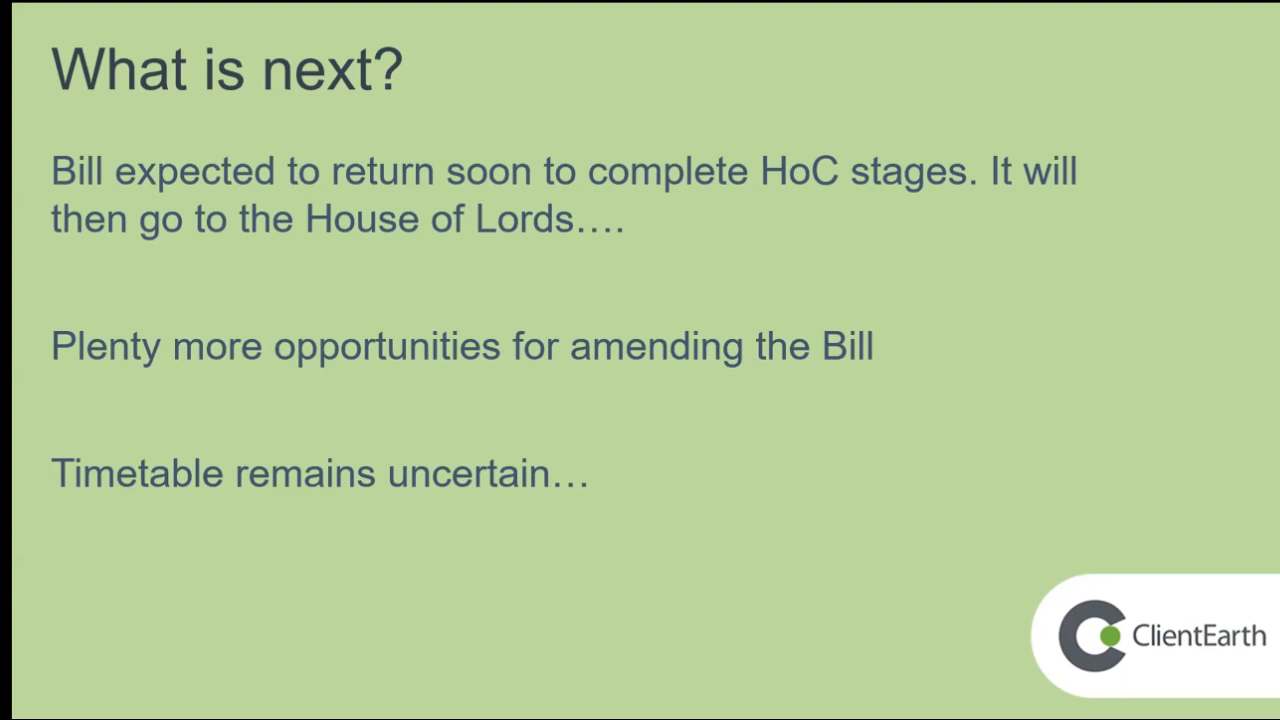 What is next?
Bill expected to return soon to complete HoC stages. It will
then go to the House of Lords….
Plenty more opportunities for amending the Bill
Timetable remains uncertain…
ClientEarth